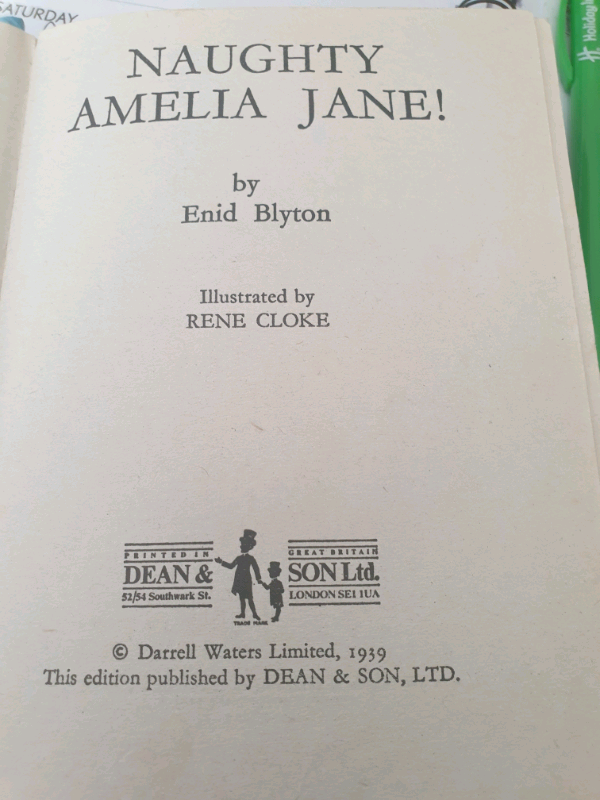 SATURDAY
Holiday
NAUGHTY
AMELIA JANE!
by
Enid Blyton
Illustrated by
RENE CLOKE
PRINTED IN
GREAT BRITAIN
DEAN &
SON Ltd.
52/54 Southwark St.
LONDON SE1 1UA
TRADE MARK
© Darrell Waters Limited, 1939
This edition published by DEAN & SON, LTD.